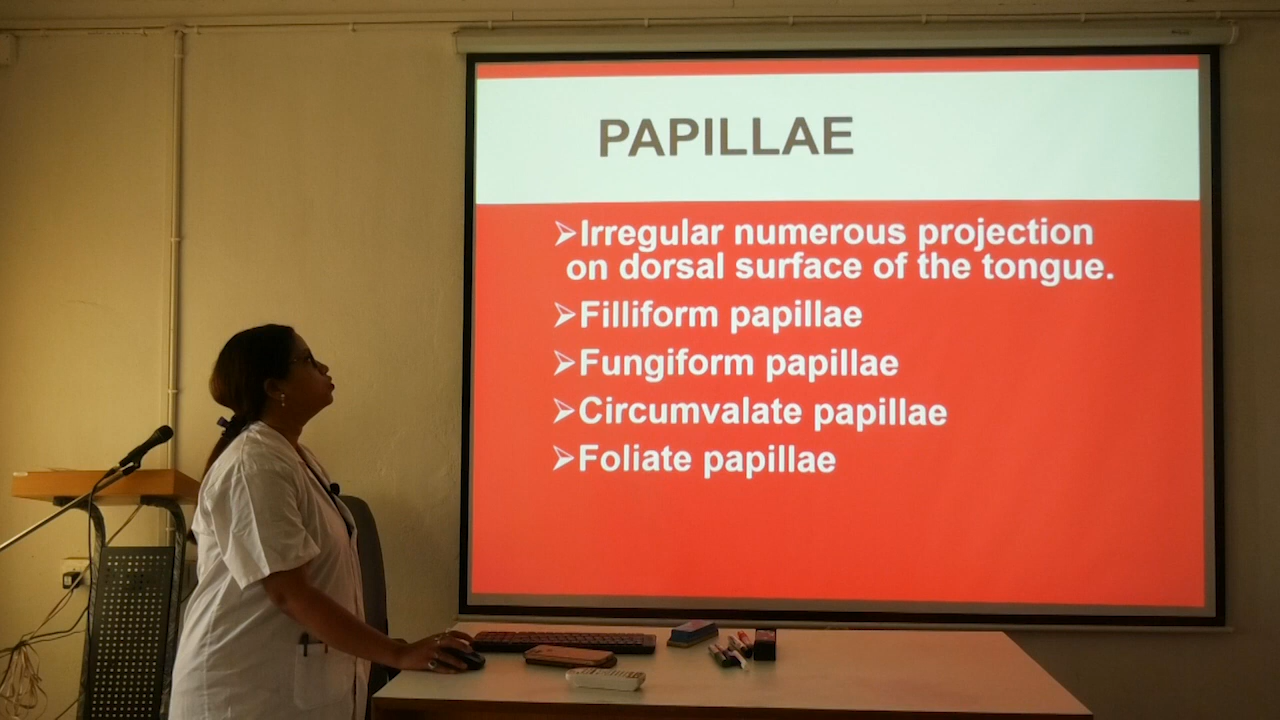 PAPILLAE
➢Irregular numerous projection
on dorsal surface of the tongue.
➢Filliform papillae
➢Fungiform papillae
➢Circumvalate papillae
➢Foliate papillae